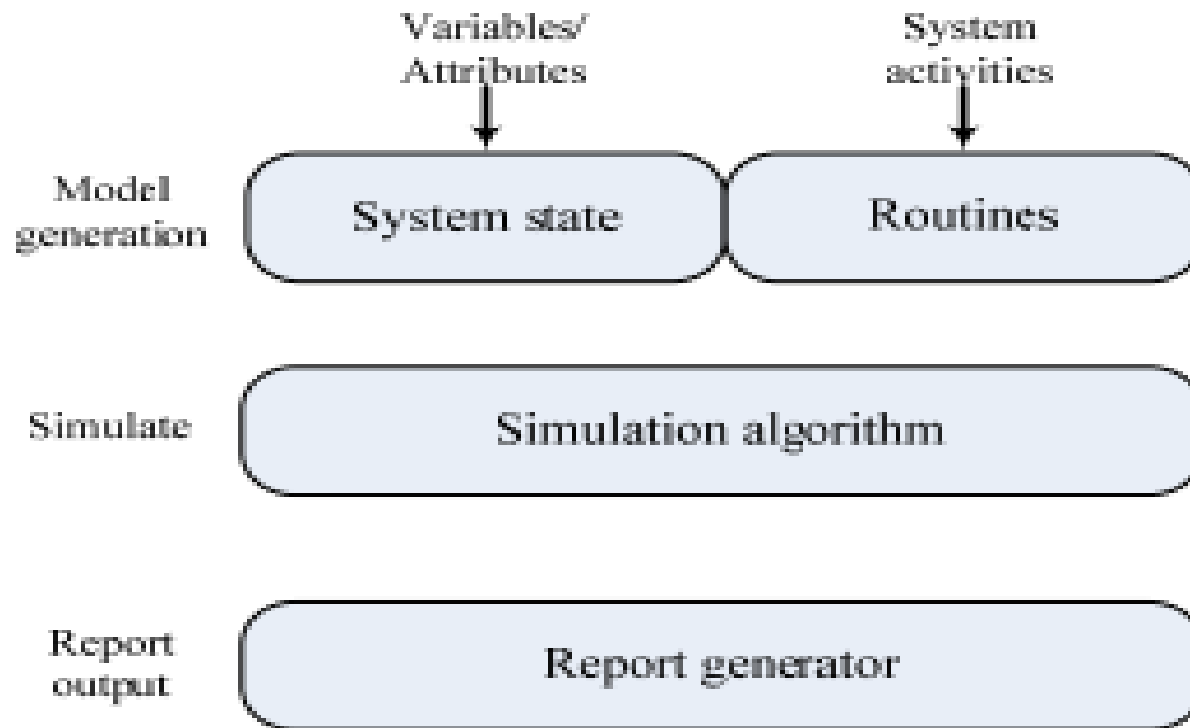 Variables/
Attributes
System
activities
Model
generation
System state
Routines
Simulate
Simulation algorithm
Report
output
Report generator